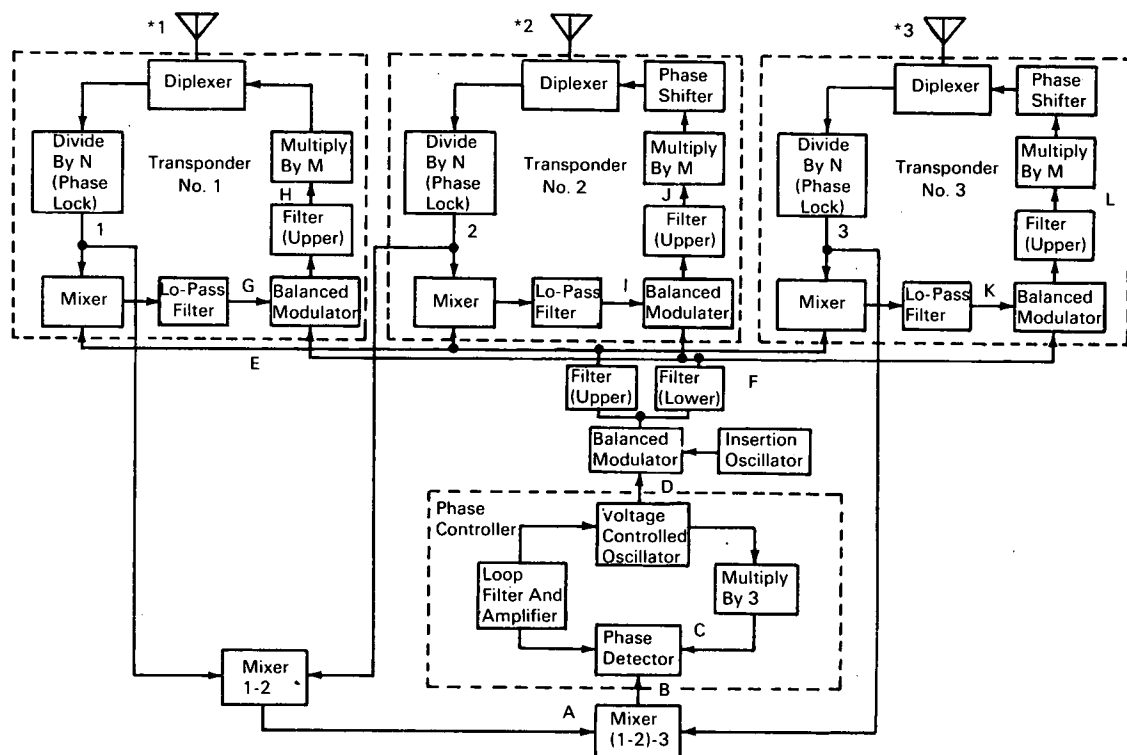 *1
*2
*3
Diplexer
Diplexer
Phase
Shifter
Diplexer
Phase
Shifter
Divide
By N
(Phase
Lock)
Transponder
No. 1
Multiply
By M
H
Filter
(Upper)
1
Mixer
Lo-Pass
Filter
G
Balanced
Modulator
Divide
By N
(Phase
Lock)
Transponder
No. 2
Multiply
By M
J
Filter
(Upper)
2
Mixer
Lo-Pass
Filter
I
Balanced
Modulater
Divide
By N
(Phase
Lock)
Transponder
No. 3
Multiply
By M
L
Filter
(Upper)
3
Mixer
Lo-Pass
Filter
K
Balanced
Modulator
E
F
Filter
(Upper)
Filter
(Lower)
Balanced
Modulator
Insertion
Oscillator
D
Phase
Controller
Voltage
Controlled
Oscillator
Loop
Filter And
Amplifier
Multiply
By 3
C
Phase
Detector
B
Mixer
1-2
A
Mixer
(1-2)-3